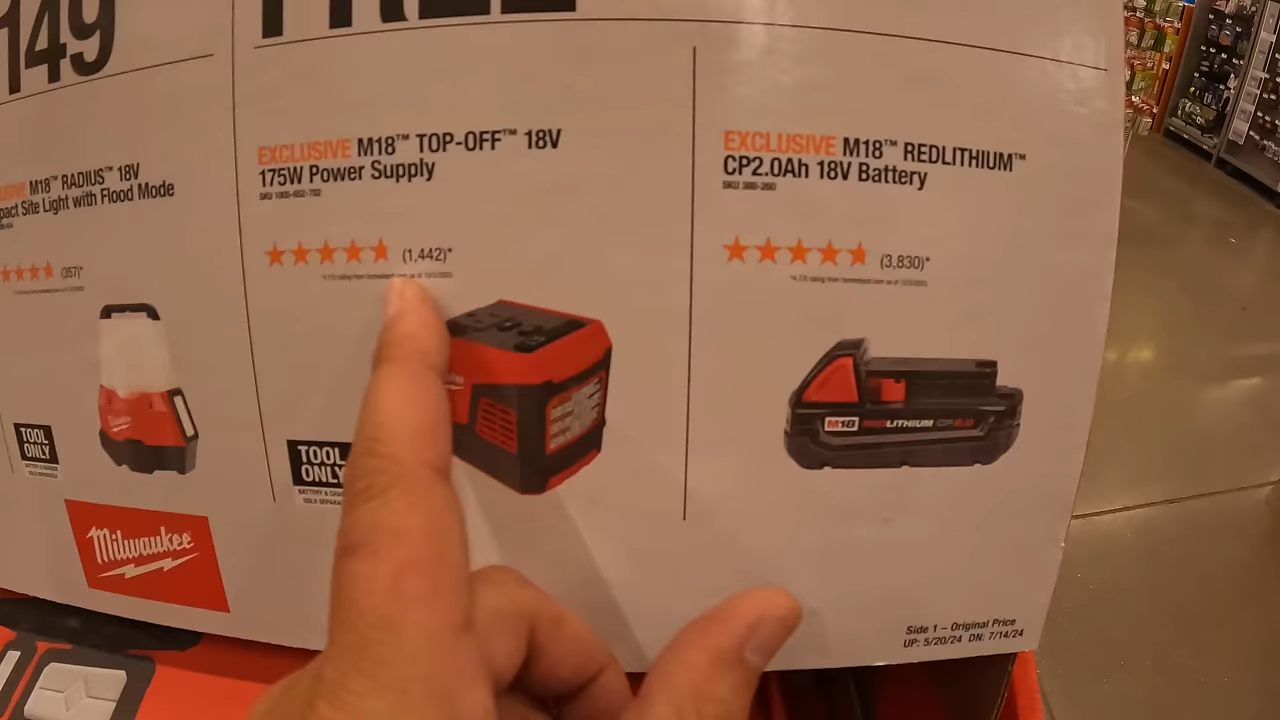 149
FREE
M18™ RADIUS™ 18V
Site Light with Flood Mode
(357)*
TOOL
ONLY
Milwaukee
EXCLUSIVE M18™ TOP-OFF™ 18V
175W Power Supply
(1,442)*
TOOL
ONLY
EXCLUSIVE M18™ REDLITHIUM™
CP2.0Ah 18V Battery
(3,830)*
M18 REDLITHIUM CP2.0
Side 1 – Original Price
UP: 5/20/24 DN: 7/14/24